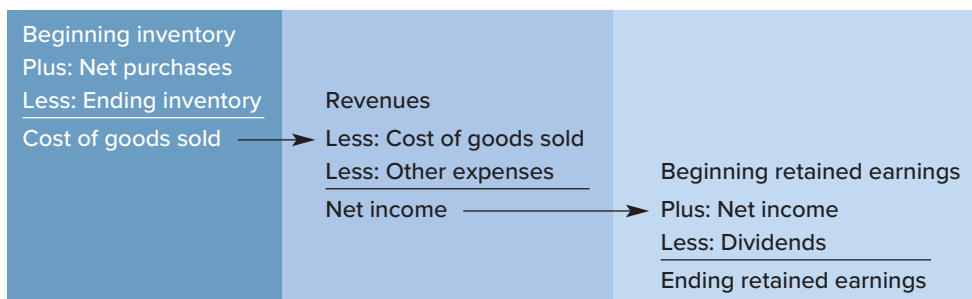 Beginning inventory
Plus: Net purchases
Less: Ending inventory
Cost of goods sold
Revenues
Less: Cost of goods sold
Less: Other expenses
Net income
Beginning retained earnings
Plus: Net income
Less: Dividends
Ending retained earnings